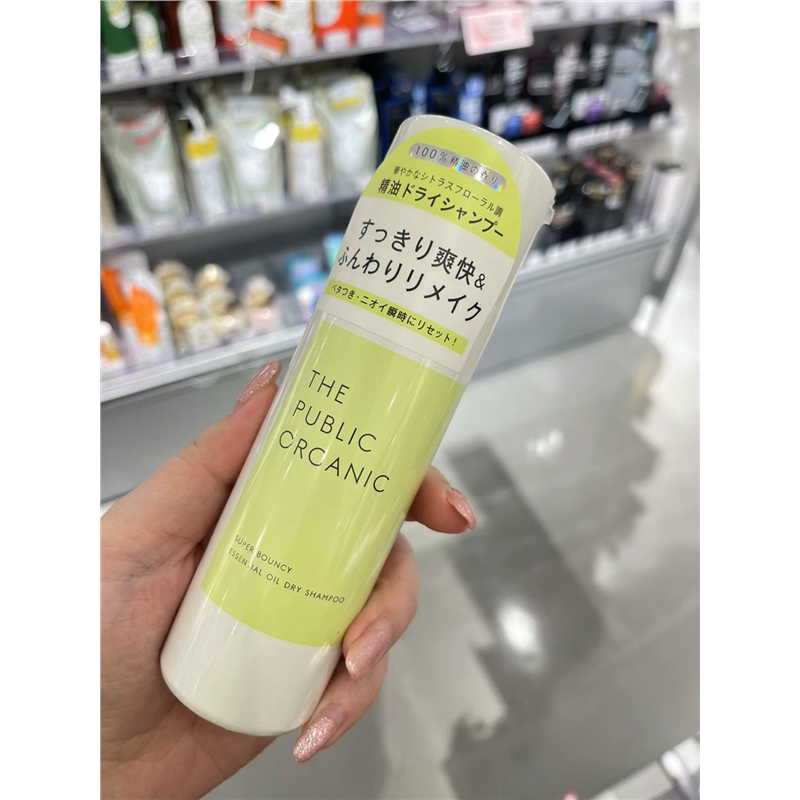 100%精油の香り
華やかなシトラスフローラル調
精油ドライシャンプー
すっきり爽快&
ふんわりリメイク
ベタつき・ニオイ瞬時にリセット!
THE
PUBLIC
ORGANIC
SUPER BOUNCY
ESSENTIAL OIL DRY SHAMPOO